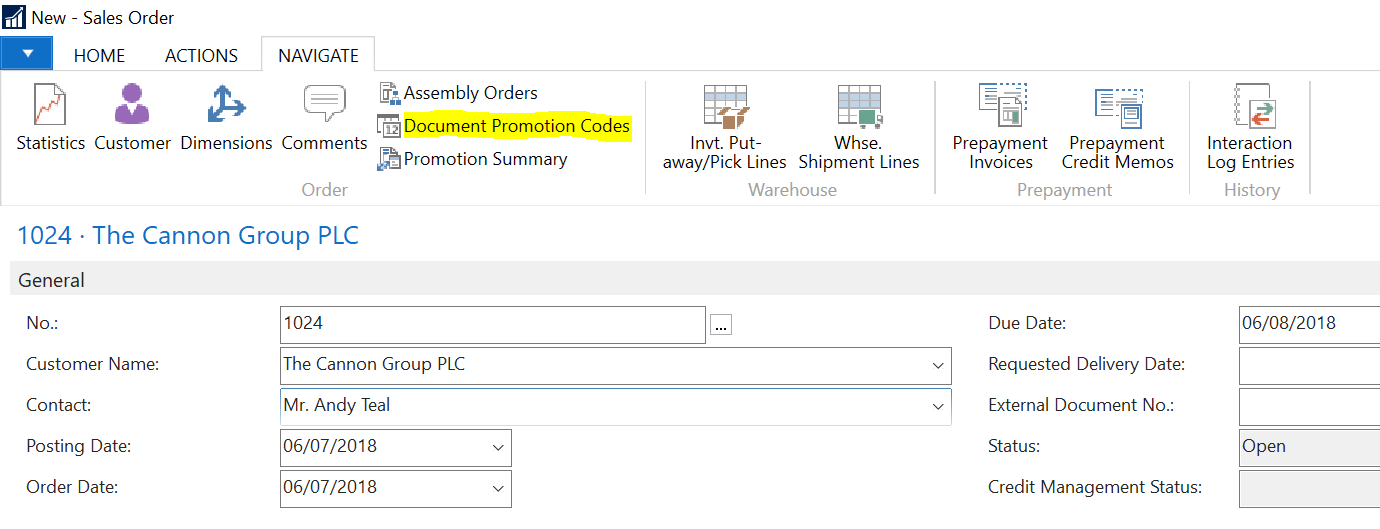 New - Sales Order
HOME ACTIONS NAVIGATE
Statistics
Customer
Dimensions
Comments
Assembly Orders
Document Promotion Codes
12
Promotion Summary
Order
Invt. Put-
away/Pick Lines
Whse.
Shipment Lines
Warehouse
Prepayment
Invoices
Prepayment
Credit Memos
Prepayment
Interaction
Log Entries
History
1024 · The Cannon Group PLC
General
No.: 1024 ...
Customer Name: The Cannon Group PLC
Contact: Mr. Andy Teal
Posting Date: 06/07/2018
Order Date: 06/07/2018
Due Date: 06/08/2018
Requested Delivery Date:
External Document No.:
Status: Open
Credit Management Status: